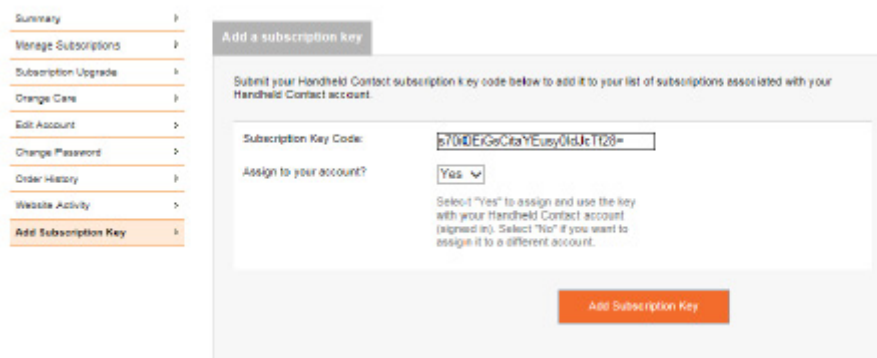 Summary
Manage Subscriptions
Subscription Upgrade
Orange Care
Edit Account
Change Password
Order History
Website Activity
Add Subscription Key
Add a subscription key
Submit your Handheld Contact subscription key code below to add it to your list of subscriptions associated with your
Handheld Contact account.
Subscription Key Code:
Assign to your account?
Yes
Select "Yes" to assign and use the key
with your Handheld Contact account
(signed in). Select "No" if you want to
assign it to a different account.
Add Subscription Key